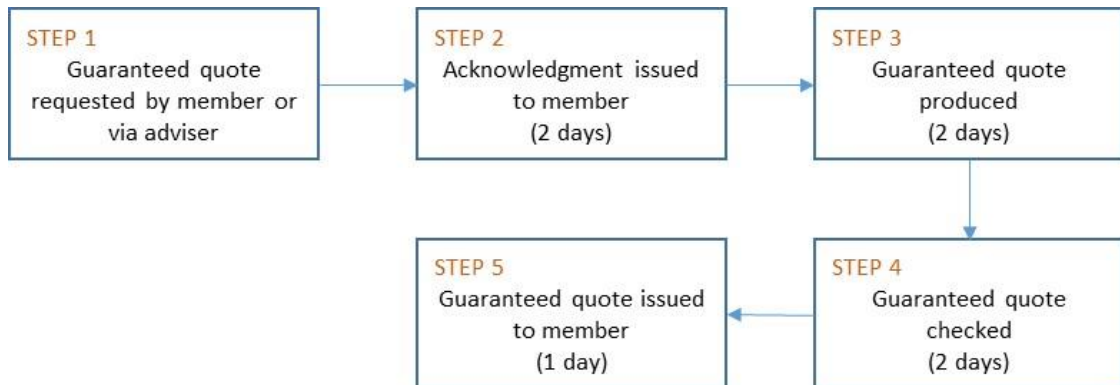 STEP 1
Guaranteed quote
requested by member or
via adviser
STEP 2
Acknowledgment issued
to member
(2 days)
STEP 3
Guaranteed quote
produced
(2 days)
STEP 4
Guaranteed quote
checked
(2 days)
STEP 5
Guaranteed quote issued
to member
(1 day)